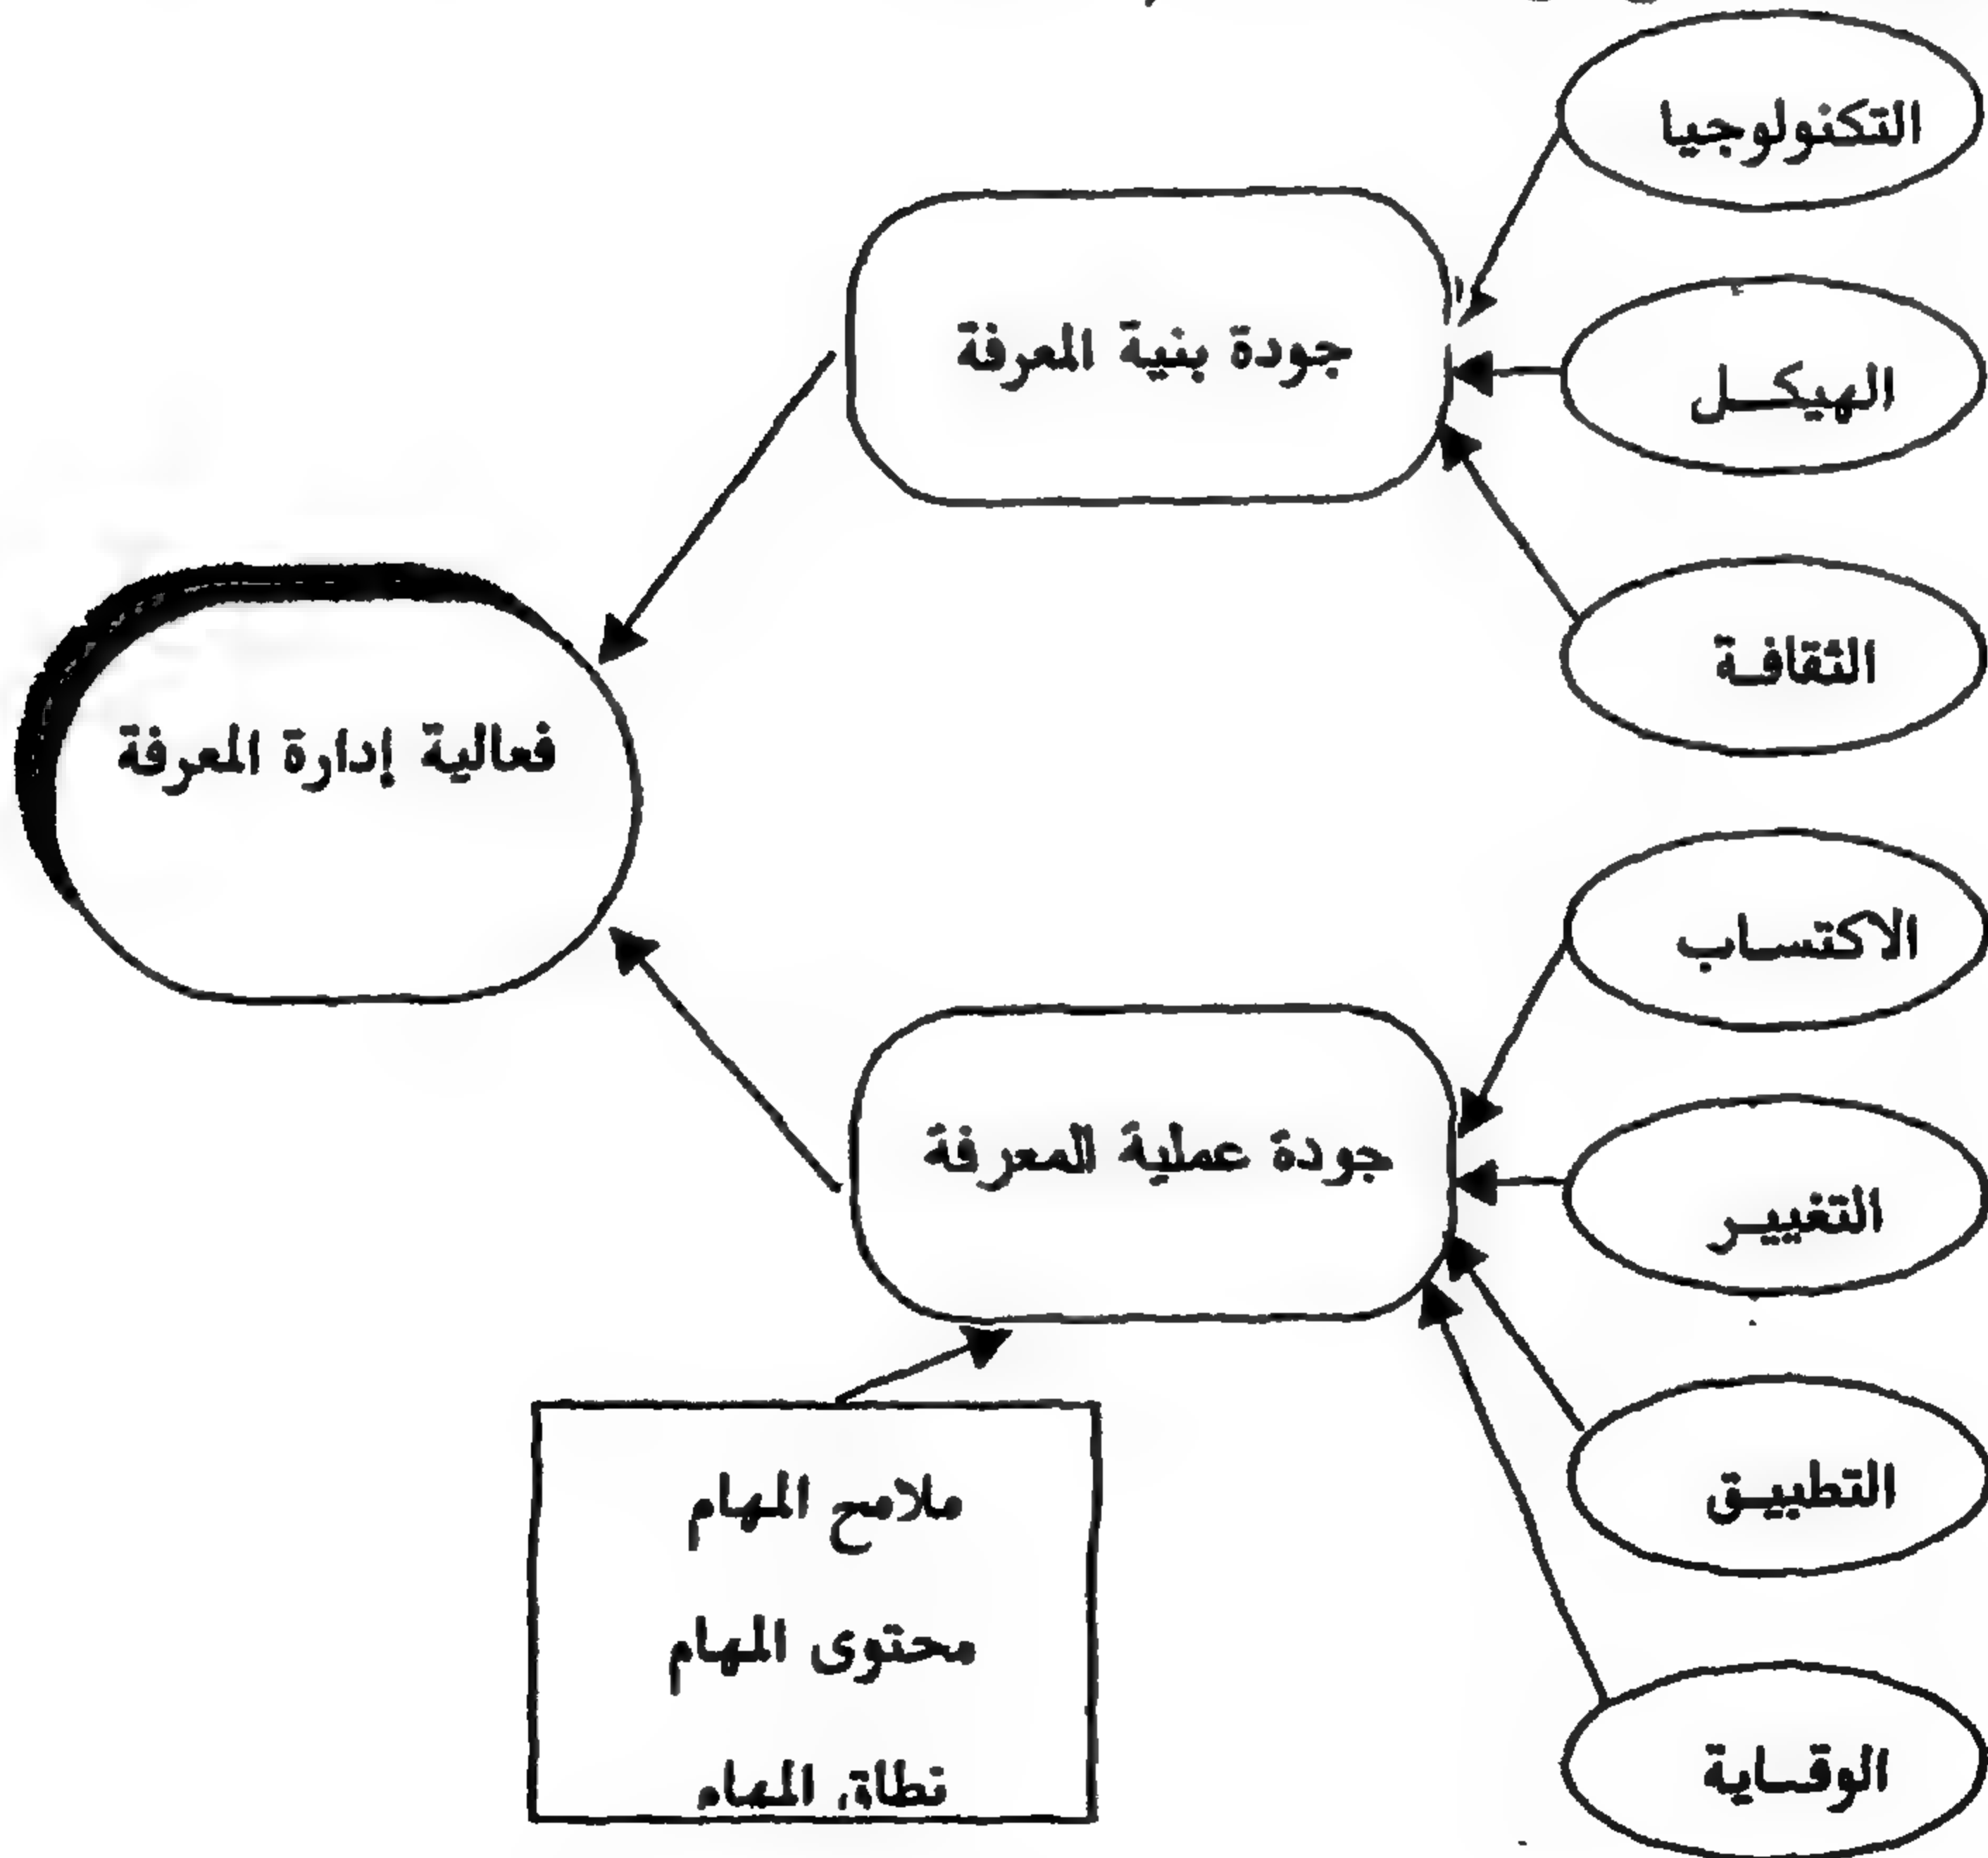 التكنولوجيا
جودة بنية المعرفة
الهيكل
الثقافة
فعالية إدارة المعرفة
الاكتساب
جودة عملية المعرفة
التغيير
التطبيق
ملامح المهام
محتوى المهام
نطاق المهام
الوقاية